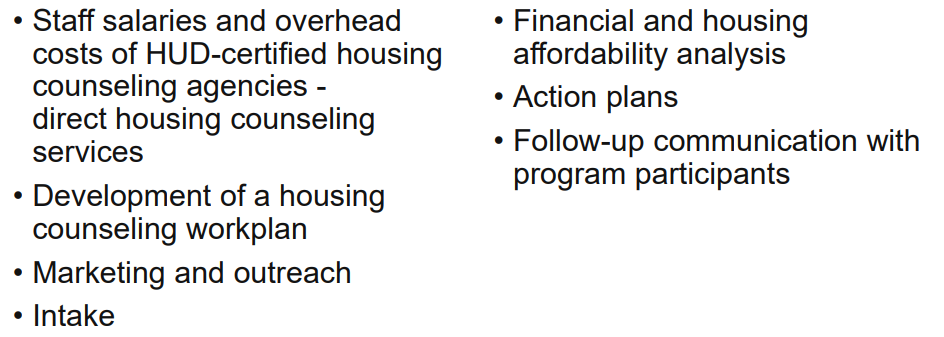 • Staff salaries and overhead
costs of HUD-certified housing
counseling agencies -
direct housing counseling
services
• Development of a housing
counseling workplan
• Marketing and outreach
• Intake
• Financial and housing
affordability analysis
• Action plans
• Follow-up communication with
program participants